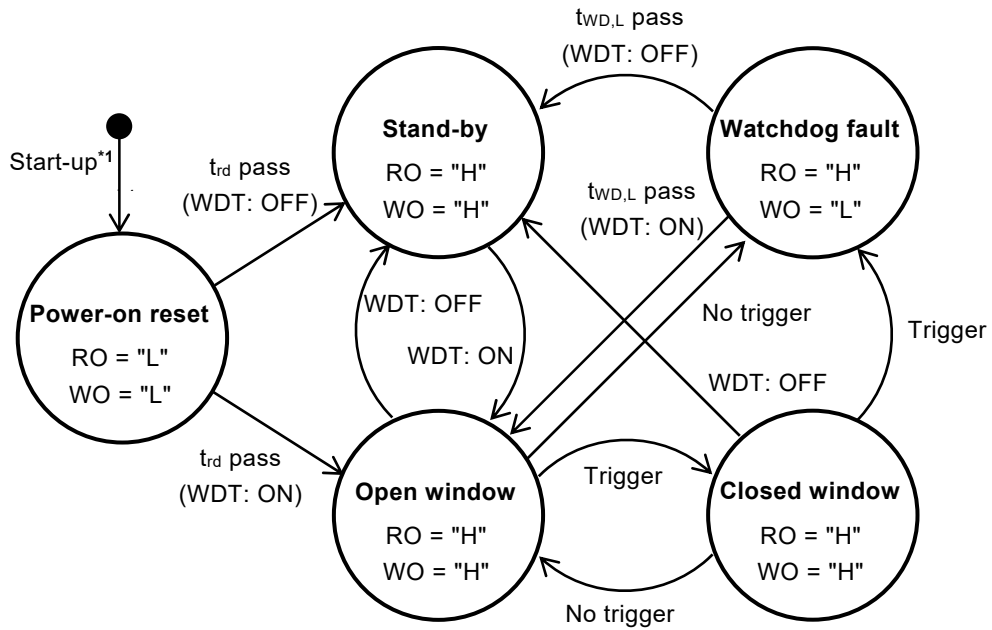 tWD,L pass
(WDT: OFF)
Stand-by
RO = "H"
WO = "H"
Watchdog fault
RO = "H"
WO = "L"
Start-up*1
trd pass
(WDT: OFF)
tWD,L pass
(WDT: ON)
Power-on reset
RO = "L"
WO = "L"
WDT: OFF
WDT: ON
No trigger
Trigger
WDT: OFF
trd pass
(WDT: ON)
Open window
RO = "H"
WO = "H"
Trigger
Closed window
RO = "H"
WO = "H"
No trigger